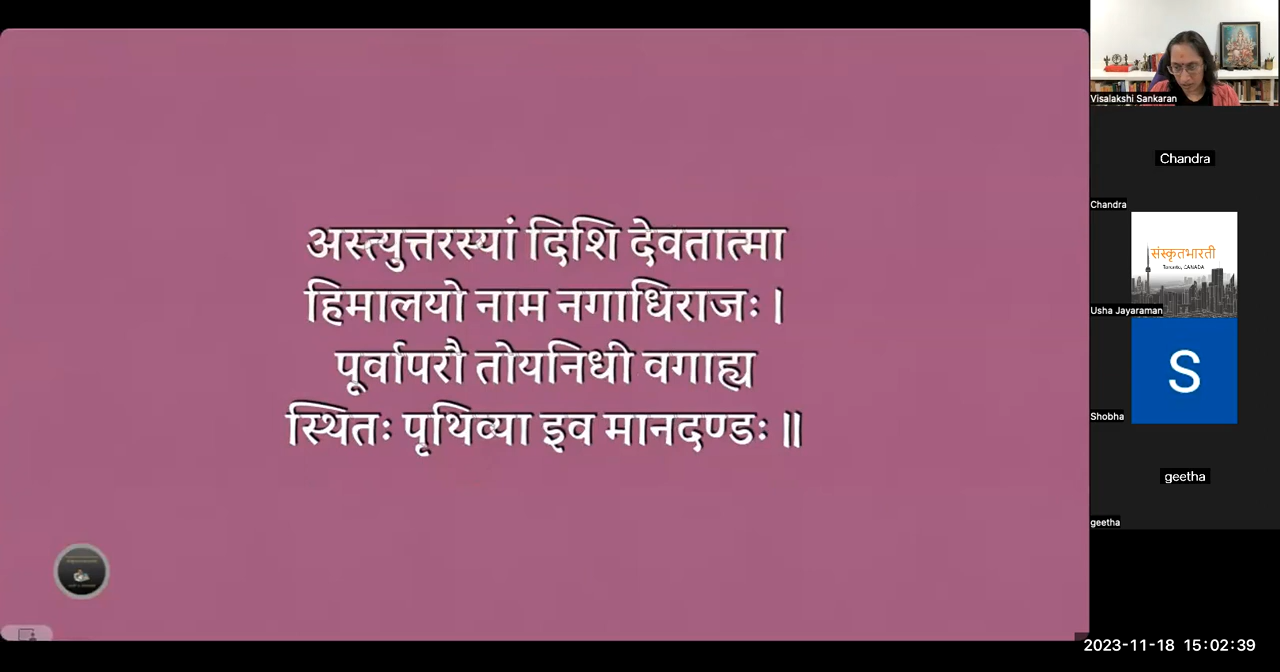 अस्त्युत्तरस्यां दिशि देवतात्मा
हिमालयो नाम नगाधिराजः ।
पूर्वापरौ तोयनिधी वगाह्य
स्थितः पृथिव्या इव मानदण्डः ॥
Visalakshi Sankaran
Chandra
Chandra
संस्कृतभारती
Toronto, CANADA
Usha Jayaraman
S
Shobha
geetha
geetha
2023-11-18 15:02:39